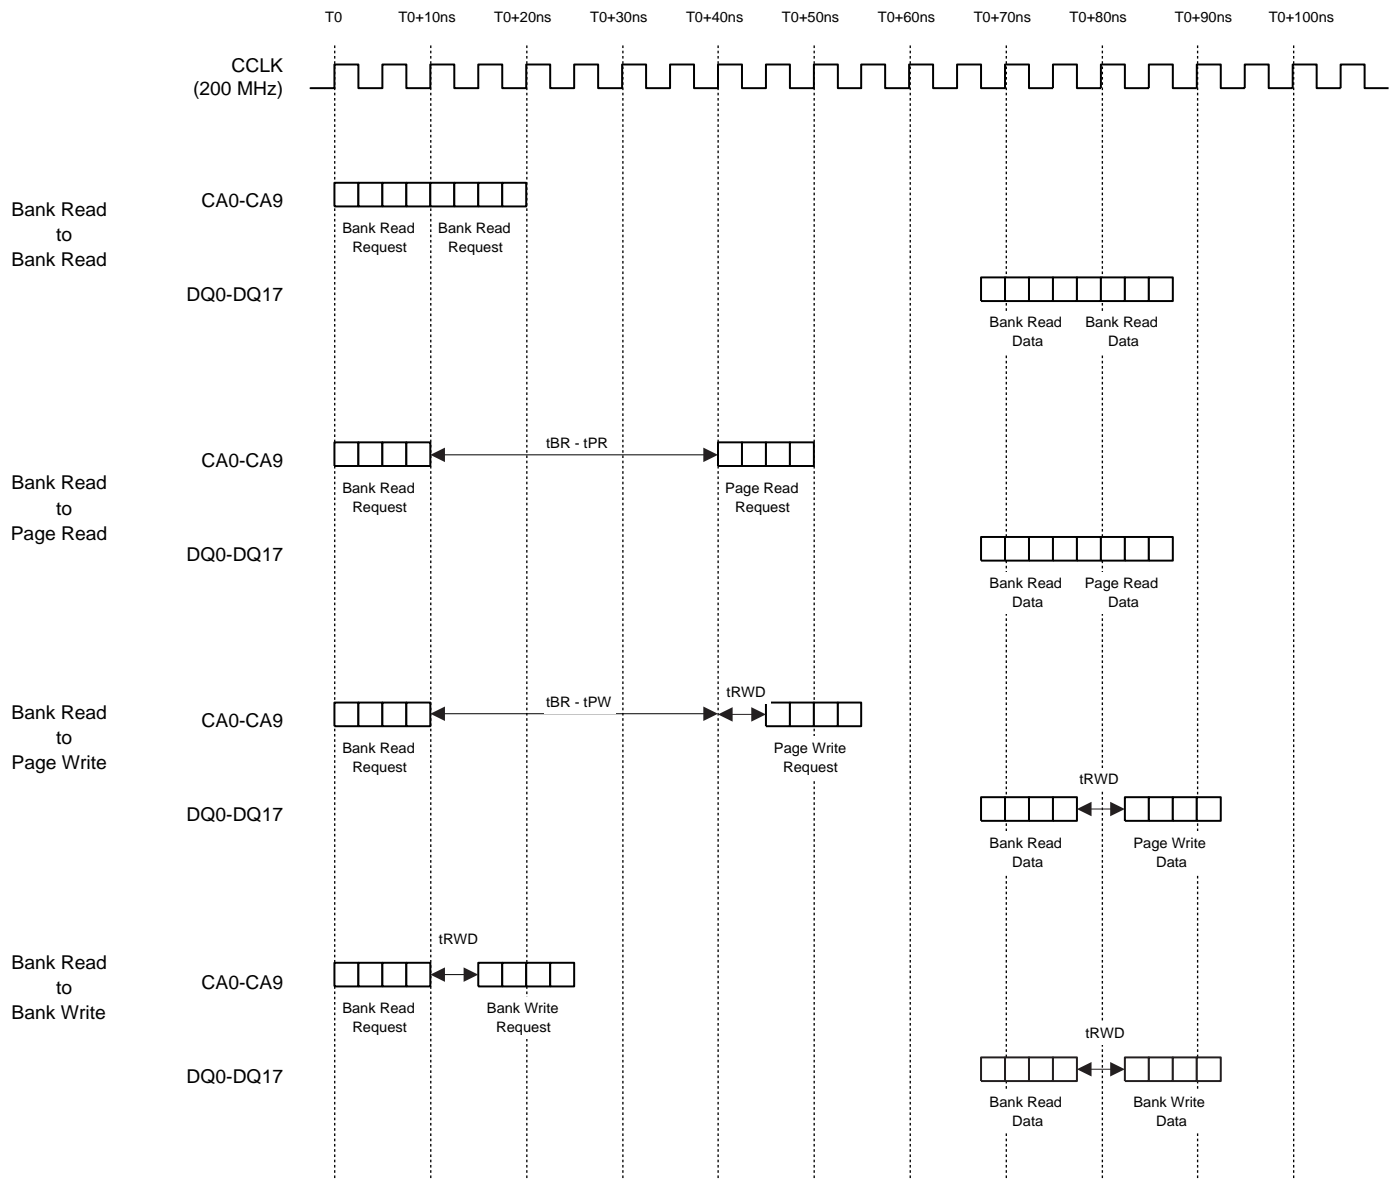 T0 T0+10ns T0+20ns T0+30ns T0+40ns T0+50ns T0+60ns T0+70ns T0+80ns T0+90ns T0+100ns
CCLK
(200 MHz)
Bank Read
to
Bank Read
CA0-CA9
Bank Read Bank Read
Request Request
DQ0-DQ17
Bank Read Bank Read
Data Data
Bank Read
to
Page Read
CA0-CA9
tBR - tPR
Bank Read Page Read
Request Request
DQ0-DQ17
Bank Read Page Read
Data Data
Bank Read
to
Page Write
CA0-CA9
tBR - tPW tRWD
Bank Read Page Write
Request Request
tRWD
DQ0-DQ17
Bank Read Page Write
Data Data
Bank Read
to
Bank Write
tRWD
CA0-CA9
Bank Read Bank Write
Request Request
tRWD
DQ0-DQ17
Bank Read Bank Write
Data Data